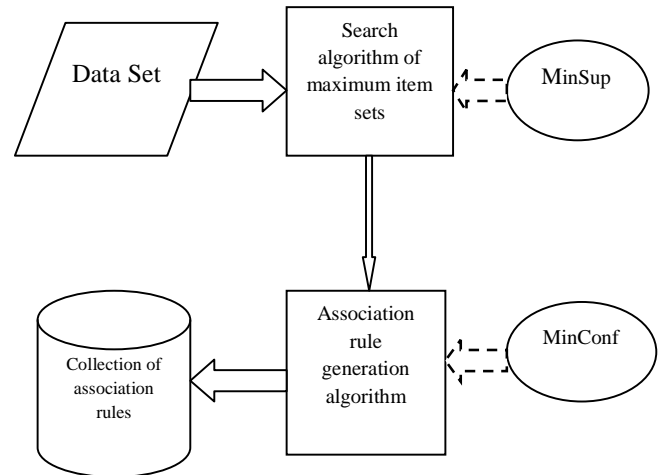 Data Set
Search
algorithm of
maximum item
sets
MinSup
Association
rule
generation
algorithm
MinConf
Collection of
association
rules